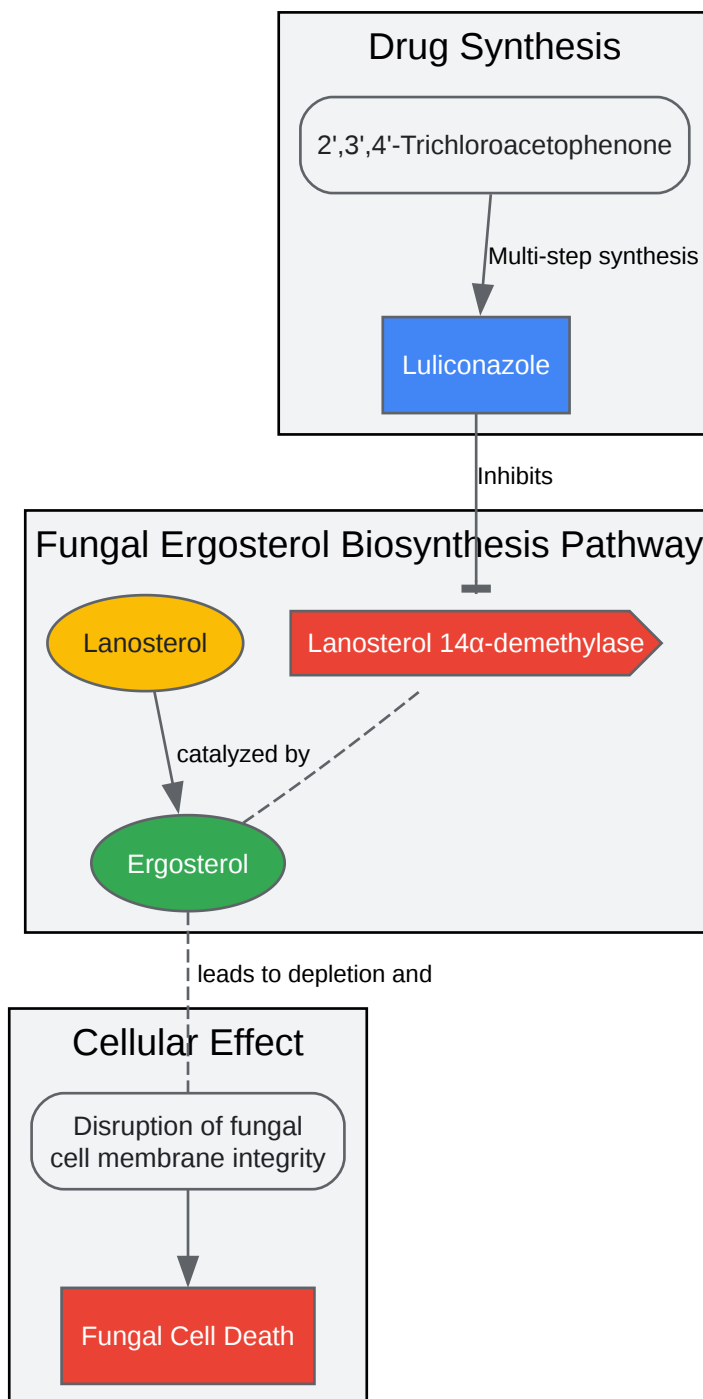 Drug Synthesis
2',3',4'-Trichloroacetophenone
Multi-step synthesis
Luliconazole
Inhibits
Fungal Ergosterol Biosynthesis Pathway
Lanosterol
Lanosterol 14α-demethylase
catalyzed by
Ergosterol
leads to depletion and
Cellular Effect
Disruption of fungal
cell membrane integrity
Fungal Cell Death